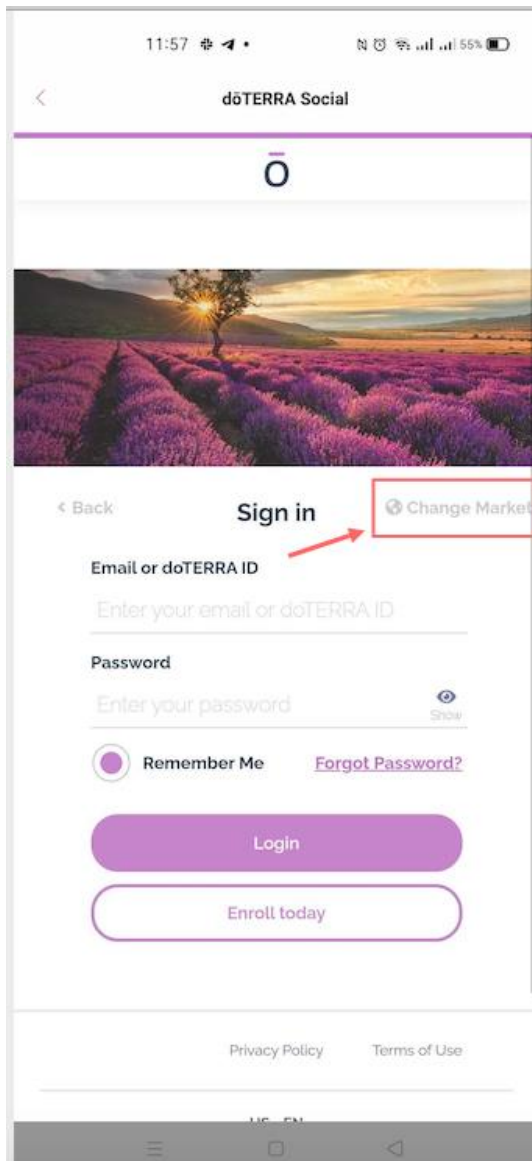 11:57
55%
dōTERRA Social
ō
< Back
Sign in
Change Market
Email or doTERRA ID
Enter your email or doTERRA ID
Password
Enter your password
Show
Remember Me
Forgot Password?
Login
Enroll today
Privacy Policy
Terms of Use